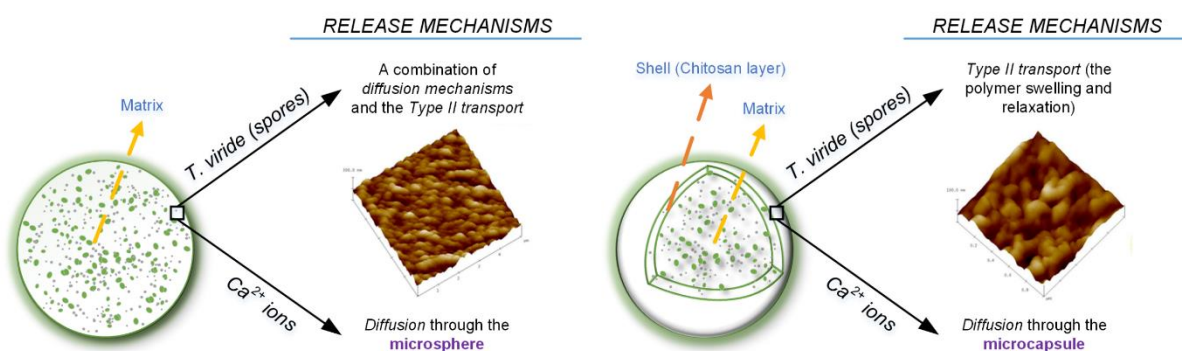 RELEASE MECHANISMS
Matrix
T. viride (spores)
A combination of
diffusion mechanisms
and the Type II transport
Ca²⁺ ions
Diffusion through the
microsphere
RELEASE MECHANISMS
Shell (Chitosan layer)
Matrix
T. viride (spores)
Type II transport (the
polymer swelling and
relaxation)
Ca²⁺ ions
Diffusion through the
microcapsule